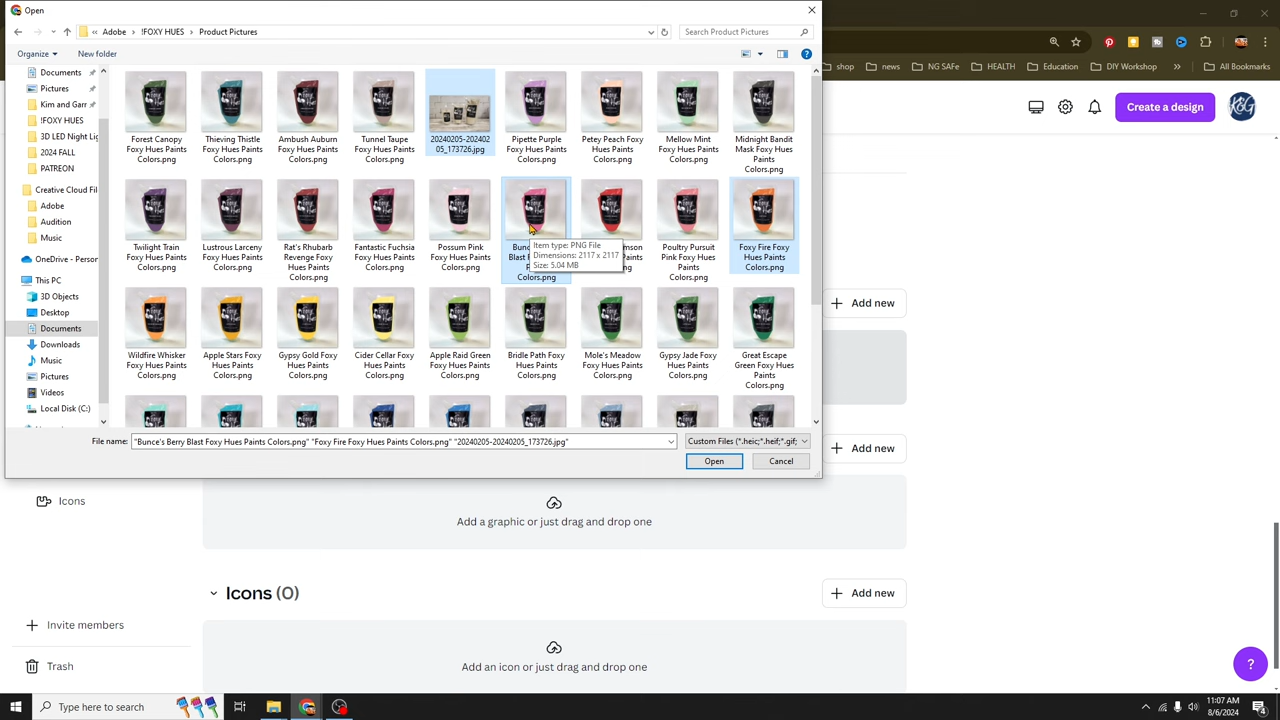 Open
Adobe
!FOXY HUES
Product Pictures
Search Product Pictures
Organize
New folder
Documents
Pictures
Kim and Garr
!FOXY HUES
3D LED Night Lig
2024 FALL
PATREON
Creative Cloud Fil
Adobe
Audition
Music
OneDrive - Person
This PC
3D Objects
Desktop
Documents
Downloads
Music
Pictures
Videos
Local Disk (C:)
Forest Canopy
Foxy Hues Paints
Colors.png
Thieving Thistle
Foxy Hues Paints
Colors.png
Ambush Auburn
Foxy Hues Paints
Colors.png
Tunnel Taupe
Foxy Hues Paints
Colors.png
20240205-202402
05_173726.jpg
Pipette Purple
Foxy Hues Paints
Colors.png
Petey Peach Foxy
Hues Paints
Colors.png
Mellow Mint
Foxy Hues Paints
Colors.png
Midnight Bandit
Mask Foxy Hues
Paints
Colors.png
Twilight Train
Foxy Hues Paints
Colors.png
Lustrous Larceny
Foxy Hues Paints
Colors.png
Rat's Rhubarb
Revenge Foxy
Hues Paints
Colors.png
Fantastic Fuchsia
Foxy Hues Paints
Colors.png
Possum Pink
Foxy Hues Paints
Colors.png
Bunc
Blast F
Colors.png
Item type: PNG File
Dimensions: 2117 x 2117
Size: 5.04 MB
Poultry Pursuit
Pink Foxy Hues
Paints
Colors.png
Foxy Fire Foxy
Hues Paints
Colors.png
Wildfire Whisker
Foxy Hues Paints
Colors.png
Apple Stars Foxy
Hues Paints
Colors.png
Gypsy Gold Foxy
Hues Paints
Colors.png
Cider Cellar Foxy
Hues Paints
Colors.png
Apple Raid Green
Foxy Hues Paints
Colors.png
Bridle Path Foxy
Hues Paints
Colors.png
Mole's Meadow
Foxy Hues Paints
Colors.png
Gypsy Jade Foxy
Hues Paints
Colors.png
Great Escape
Green Foxy Hues
Paints
Colors.png
File name:
"Bunce's Berry Blast Foxy Hues Paints Colors.png" "Foxy Fire Foxy Hues Paints Colors.png" "20240205-20240205_173726.jpg"
Custom Files (*.heic;*.heif;*.gif;
Open
Cancel
shop
news
NG SAFe
HEALTH
Education
DIY Workshop
»
All Bookmarks
Create a design
K&G
Add new
Add new
Icons
Add a graphic or just drag and drop one
Icons (0)
Add new
Invite members
Add an icon or just drag and drop one
Trash
?
Type here to search
11:07 AM
8/6/2024
4